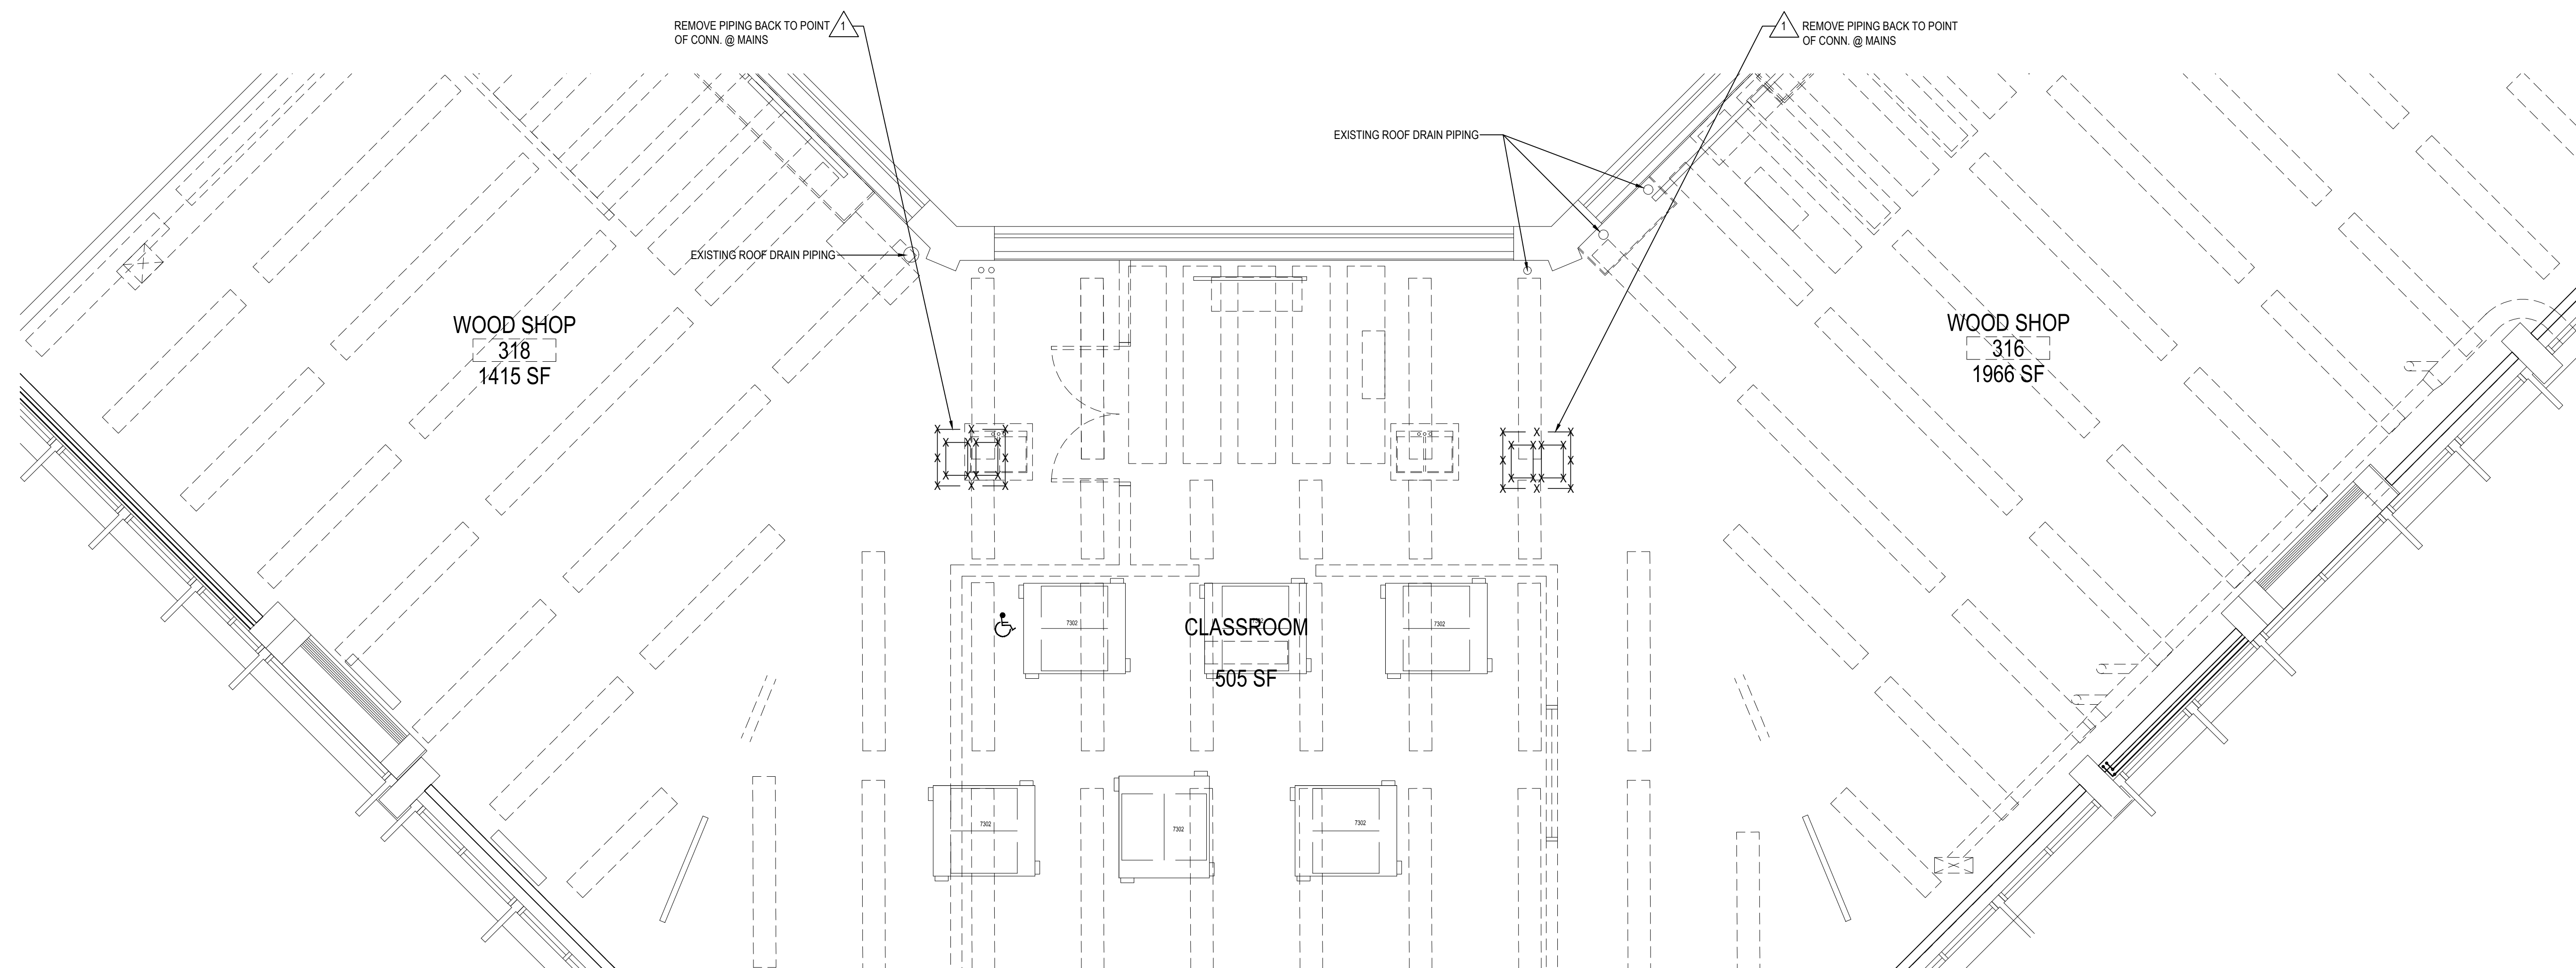 REMOVE PIPING BACK TO POINT
OF CONN. @ MAINS
1
1
REMOVE PIPING BACK TO POINT
OF CONN. @ MAINS
EXISTING ROOF DRAIN PIPING
EXISTING ROOF DRAIN PIPING
WOOD SHOP
318
1415 SF
WOOD SHOP
316
1966 SF
7302
CLASSROOM
505 SF
7302
7302
7302
7302